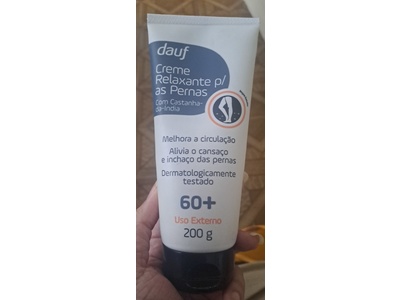 dauf
Creme
Relaxante p/
as Pernas
Com Castanha-
da-Índia
Melhora a circulação
Alivia o cansaço
e inchaço das pernas
Dermatologicamente
testado
60+
Uso Externo
200 g